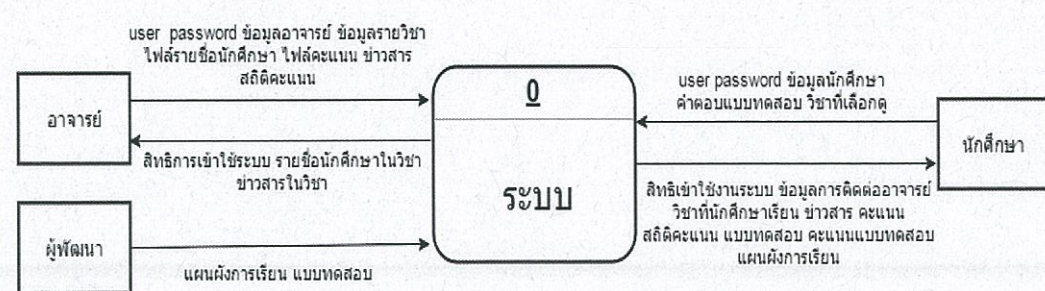 user password ข้อมูลอาจารย์ ข้อมูลรายวิชา
ไฟล์รายชื่อนักศึกษา ไฟล์คะแนน ข่าวสาร
สถิติคะแนน
อาจารย์
สิทธิการเข้าใช้ระบบ รายชื่อนักศึกษาในวิชา
ข่าวสารในวิชา
ผู้พัฒนา
แผนผังการเรียน แบบทดสอบ
0
ระบบ
user password ข้อมูลนักศึกษา
คำตอบแบบทดสอบ วิชาที่เลือกดู
นักศึกษา
สิทธิเข้าใช้งานระบบ ข้อมูลการติดต่ออาจารย์
วิชาที่นักศึกษาเรียน ข่าวสาร คะแนน
สถิติคะแนน แบบทดสอบ คะแนนแบบทดสอบ
แผนผังการเรียน